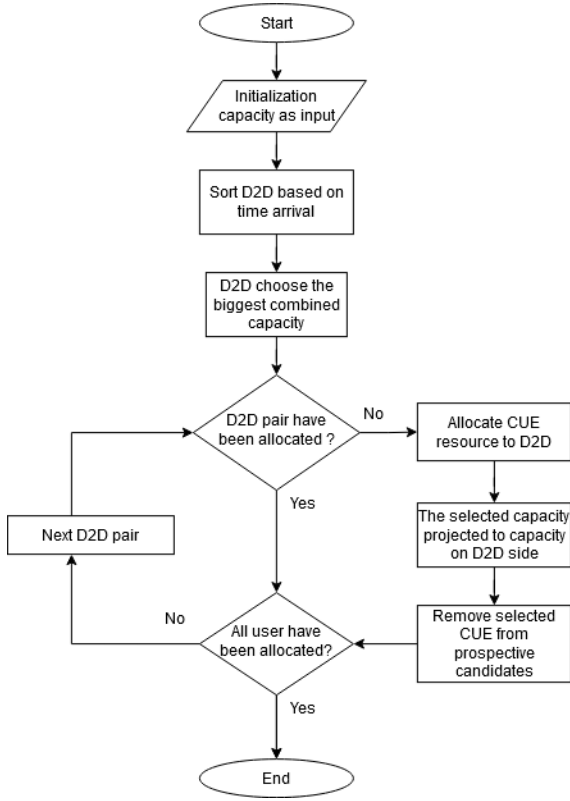 Start
Initialization
capacity as input
Sort D2D based on
time arrival
D2D choose the
biggest combined
capacity
D2D pair have
been allocated ?
No
Allocate CUE
resource to D2D
Yes
The selected capacity
projected to capacity
on D2D side
Next D2D pair
Remove selected
CUE from
prospective
candidates
No
All user have
been allocated?
Yes
End